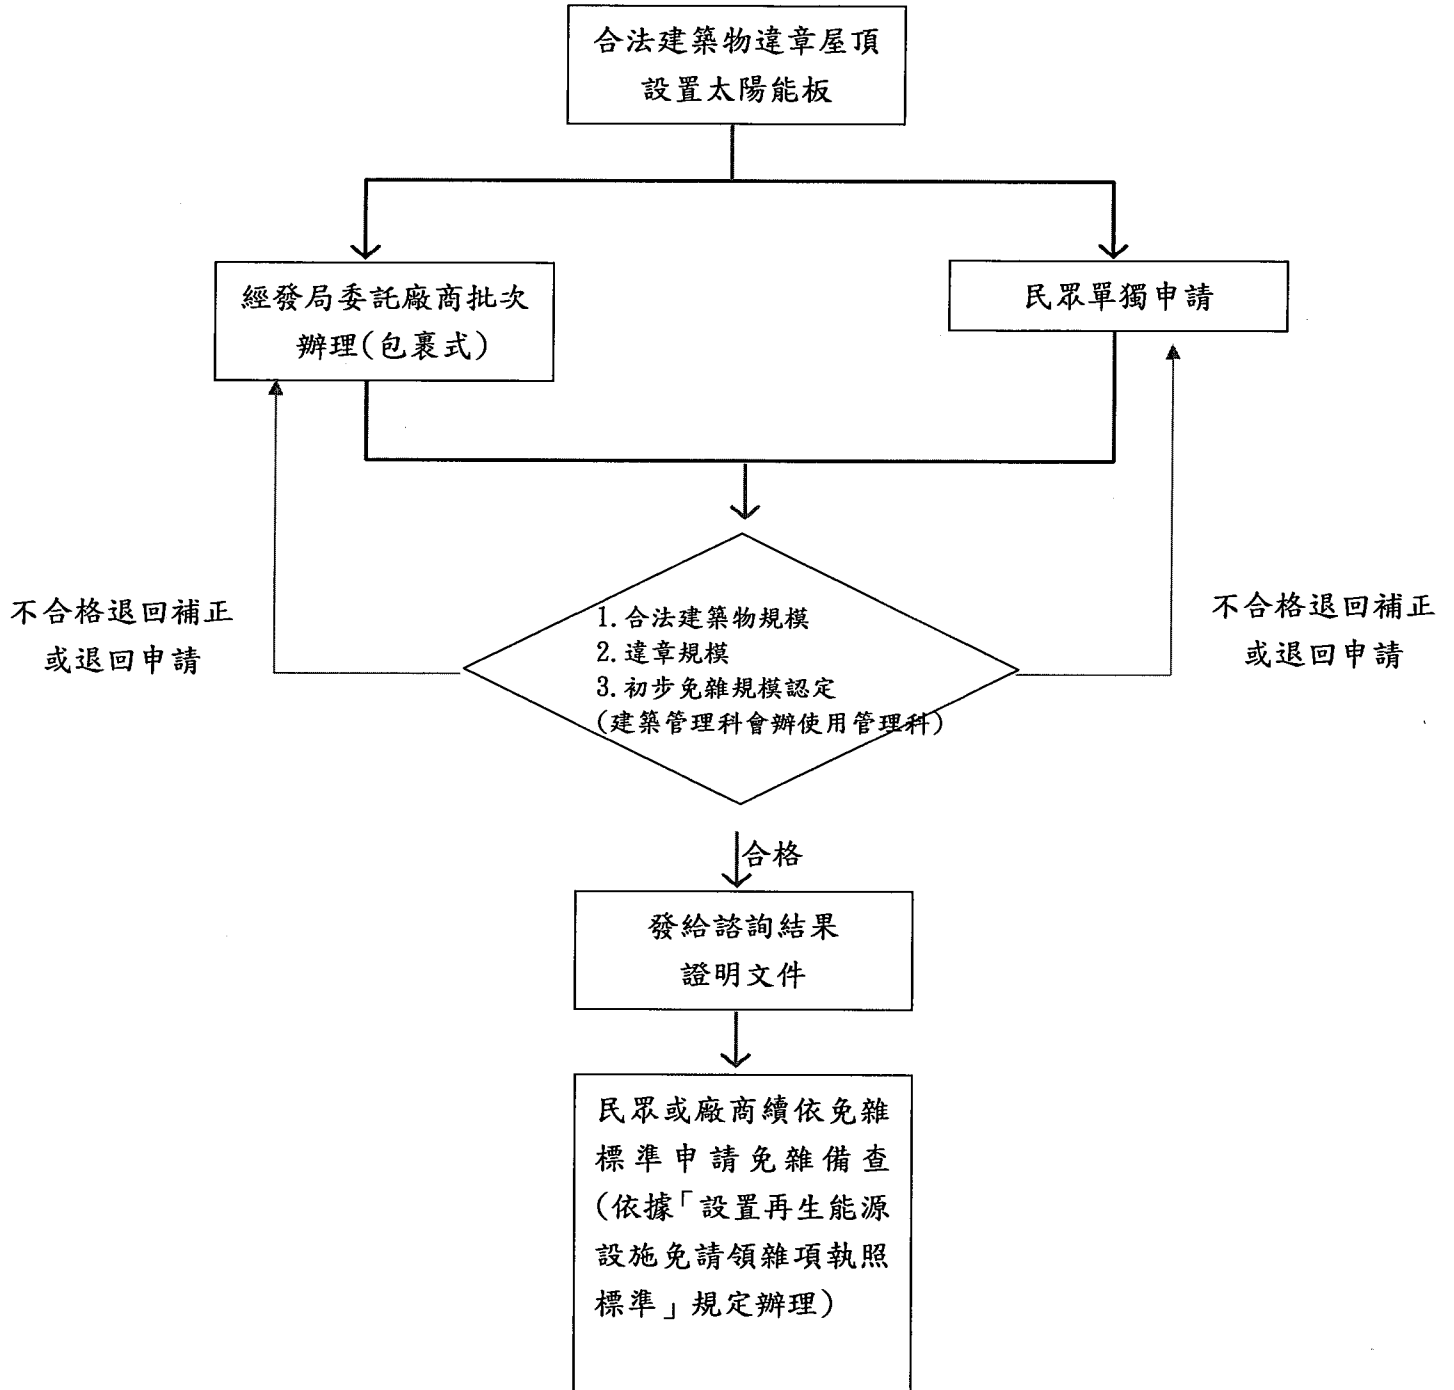 合法建築物違章屋頂
設置太陽能板
經發局委託廠商批次
辦理(包裹式)
民眾單獨申請
不合格退回補正
或退回申請
1.合法建築物規模
2.違章規模
3.初步免雜規模認定
(建築管理科會辦使用管理科)
不合格退回補正
或退回申請
合格
發給諮詢結果
證明文件
民眾或廠商續依免雜
標準申請免雜備查
(依據「設置再生能源
設施免請領雜項執照
標準」規定辦理)